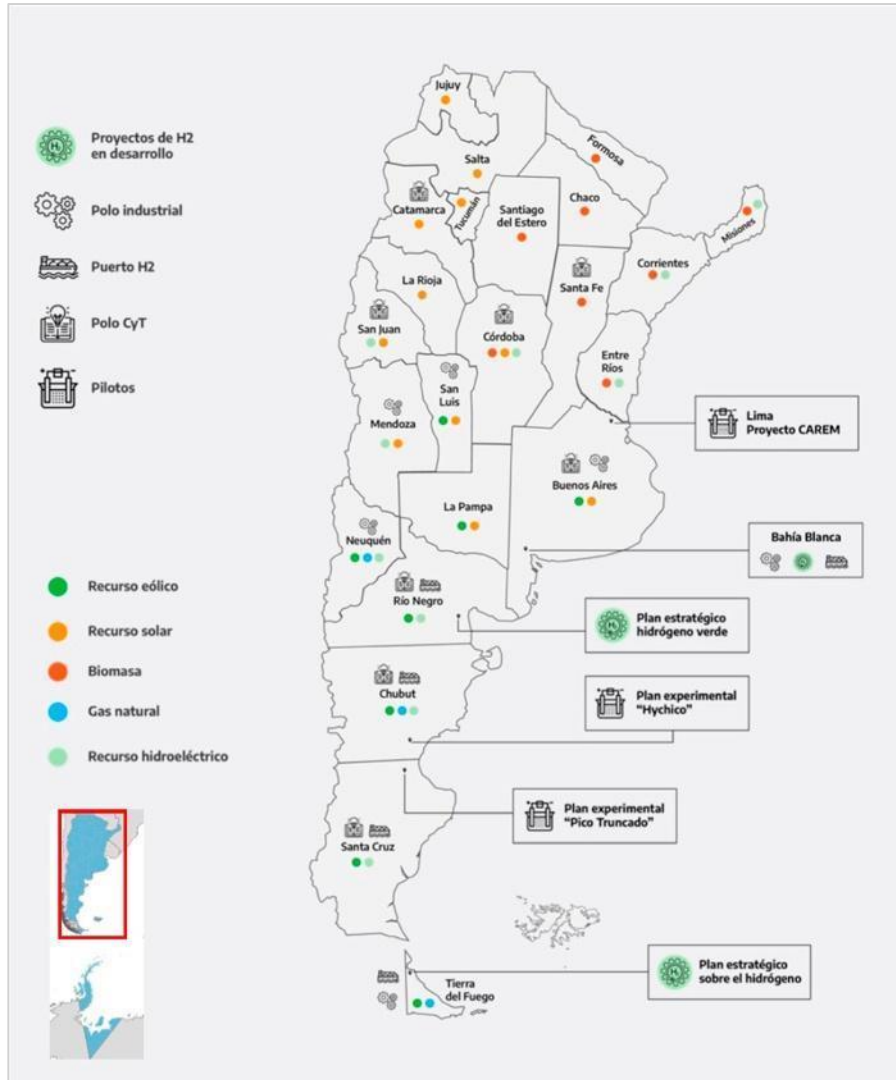 Proyectos de H2
en desarrollo
Polo industrial
Puerto H2
Polo CyT
Pilotos
Recurso eólico
Recurso solar
Biomasa
Gas natural
Recurso hidroeléctrico
Jujuy
Salta
Formosa
Catamarca
Tucumán
Santiago
del Estero
Chaco
Misiones
Corrientes
La Rioja
Santa Fe
San Juan
Córdoba
Entre
Ríos
San
Luis
Mendoza
Lima
Proyecto CAREM
Buenos Aires
La Pampa
Neuquén
Bahía Blanca
H2
Río Negro
Plan estratégico
hidrógeno verde
Chubut
Plan experimental
“Hychico”
Plan experimental
“Pico Truncado”
Santa Cruz
Tierra
del Fuego
Plan estratégico
sobre el hidrógeno